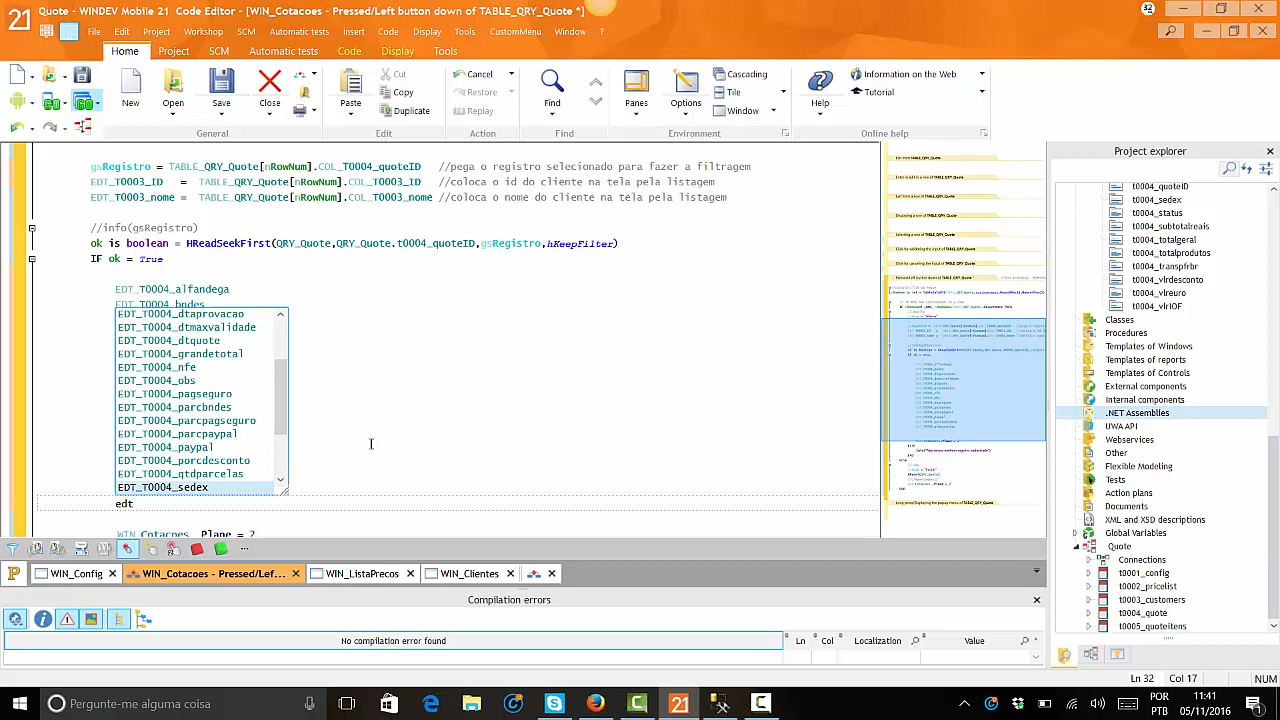 Quote - WINDEV Mobile 21 Code Editor - [WIN_Cotacoes - Pressed/Left button down of TABLE_QRY_Quote *]
21
32
File Edit Project Workshop SCM Automatic tests Insert Code Display Tools CustomMenu Window ?
Home Project SCM Automatic tests Code Display Tools
New Open Save Close
Paste Cut Copy Duplicate
Cancel Restore Replay
Find
Panes Options Cascading Tile Window
Help Information on the Web Tutorial
General Edit Action Find Environment Online help
gsRegistro = TABLE_QRY_Quote[nRowNum].COL_T0004_quoteID //pega o registro selecionado para fazer a filtragem
EDT_T0003_ID = TABLE_QRY_Quote[nRowNum].COL_T0003_ID //coloca o id do cliente na tela pela listagem
EDT_T0003_nome = TABLE_QRY_Quote[nRowNum].COL_T0003_nome //coloca o nome do cliente na tela pela listagem
//info(gsRegistro)
ok is boolean = HReadSeekFirst(QRY_Quote,QRY_Quote.t0004_quoteID,gsRegistro,hKeepFilter)
IF ok = True
EDT_T0004_alfandega
EDT_T0004_bndes
EDT_T0004_dtmaxvalidade
EDT_T0004_dtquote
EDT_T0004_grandetotal
EDT_T0004_nfe
EDT_T0004_obs
EDT_T0004_pagseguro
EDT_T0004_parcbndes
EDT_T0004_parcpagseguro
EDT_T0004_parcpaypal
EDT_T0004_paypal
EDT_T0004_porcdesconto
EDT_T0004_qtdparcelas
EDT_T0004_sedex
edt
WIN_Cotacoes..Plane = 2
Project explorer
t0004_quoteID
t0004_sedex
t0004_status
t0004_subtotalreais
t0004_totalgeral
t0004_totalprodutos
t0004_transpfbr
t0004_vlrdesconto
t0004_vlreuro
t0004_vlrIOF
Classes
Procedures
Templates of Windows
Templates of reports
Templates of Controls
External components
Internal components
.NET Assemblies
UWA API
Webservices
Other
Flexible Modeling
Tests
Action plans
Documents
XML and XSD descriptions
Global Variables
Quote
Connections
t0001_config
t0002_pricelist
t0003_customers
t0004_quote
t0005_quoteitens
WIN_Config WIN_Cotacoes - Pressed/Lef... WIN_ListaPrecos WIN_Clientes
Compilation errors
No compilation error found Ln Col Localization Value
Ln 32 Col 17 NUM
Pergunte-me alguma coisa
POR
PTB
11:41
05/11/2016